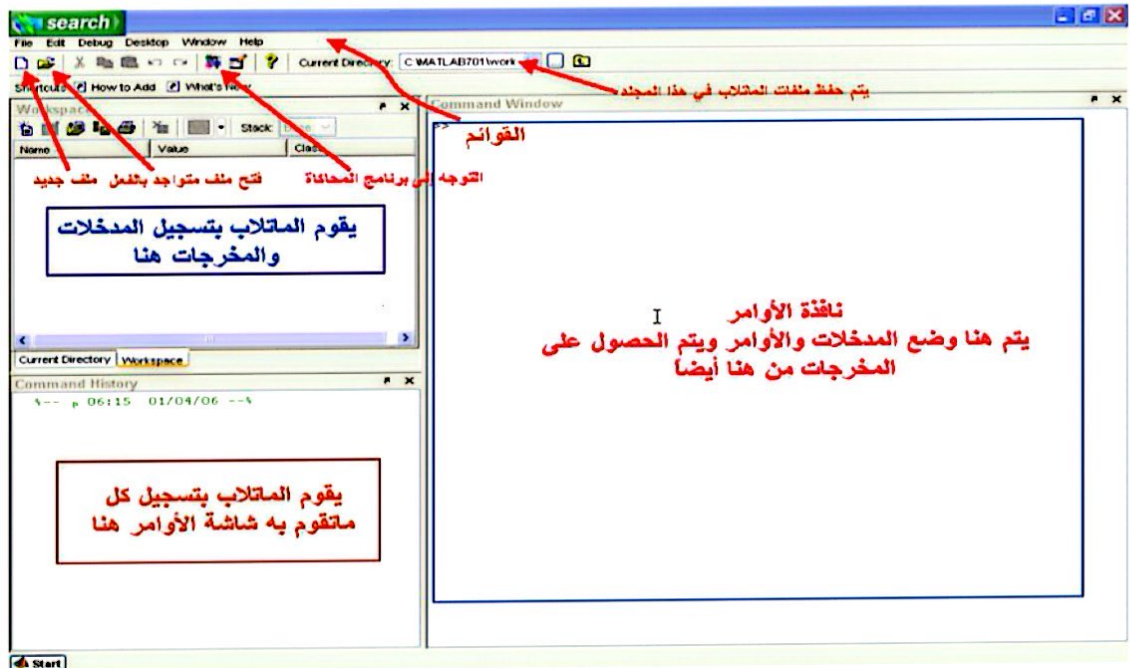 search
File Edit Debug Desktop Window Help
Current Directory: C:\MATLAB701\work
Shortcuts How to Add What's New
يتم حفظ ملفات الماتلاب في هذا المجلد
Workspace
Command Window
Stack:
>>
القوائم
Name Value Class
ملف جديد
فتح ملف متواجد بالفعل
التوجه إلى برنامج المحاكاة
يقوم الماتلاب بتسجيل المدخلات
والمخرجات هنا
نافذة الأوامر
يتم هنا وضع المدخلات والأوامر ويتم الحصول على
المخرجات من هنا أيضاً
Current Directory Workspace
Command History
%-- م 06:15 01/04/06 --%
يقوم الماتلاب بتسجيل كل
ماتقوم به شاشة الأوامر هنا
Start